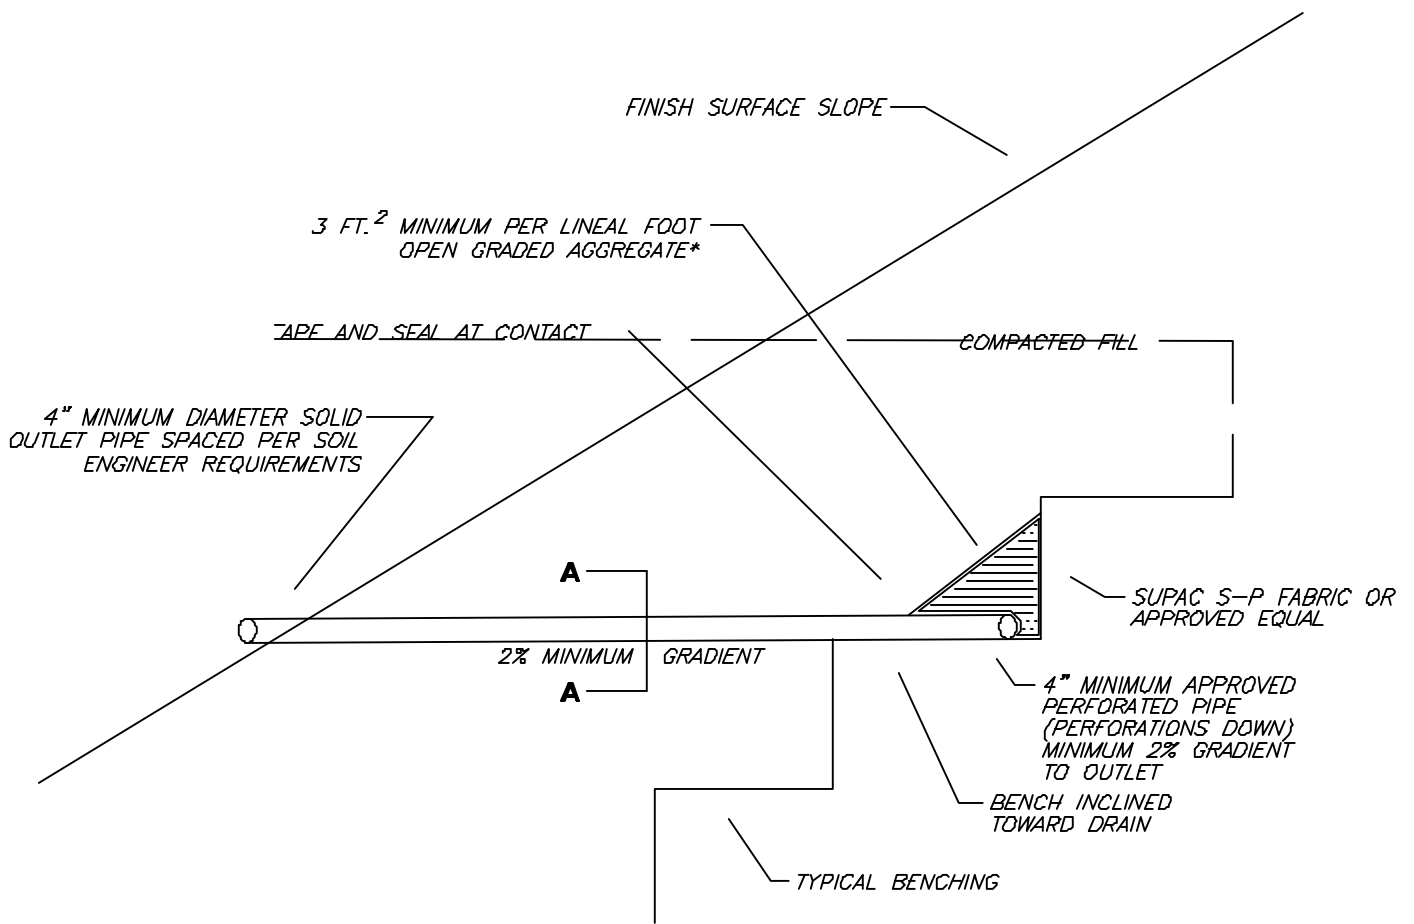 FINISH SURFACE SLOPE
3 FT.² MINIMUM PER LINEAL FOOT
OPEN GRADED AGGREGATE*
TAPE AND SEAL AT CONTACT
COMPACTED FILL
4" MINIMUM DIAMETER SOLID
OUTLET PIPE SPACED PER SOIL
ENGINEER REQUIREMENTS
A
SUPAC S-P FABRIC OR
APPROVED EQUAL
2% MINIMUM GRADIENT
A
4" MINIMUM APPROVED
PERFORATED PIPE
(PERFORATIONS DOWN)
MINIMUM 2% GRADIENT
TO OUTLET
BENCH INCLINED
TOWARD DRAIN
TYPICAL BENCHING